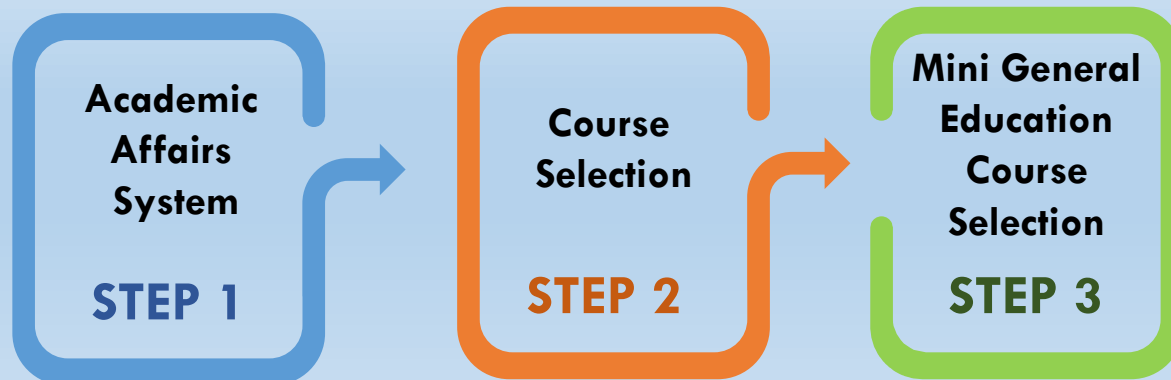 Academic
Affairs
System
STEP 1
Course
Selection
STEP 2
Mini General
Education
Course
Selection
STEP 3